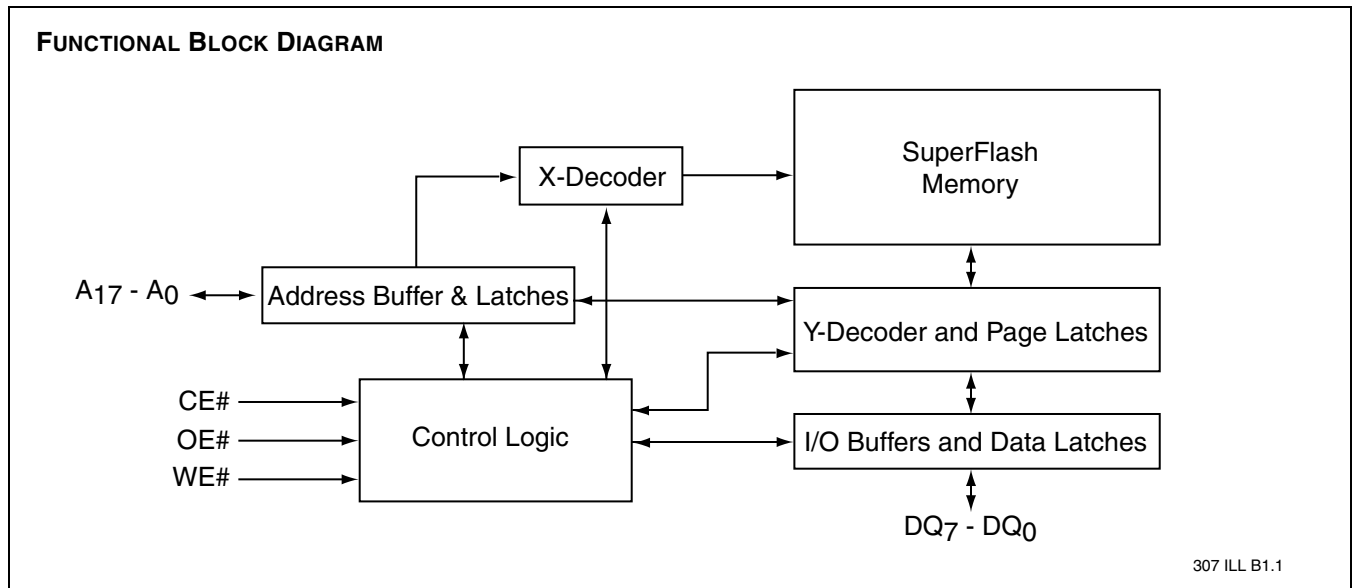 FUNCTIONAL BLOCK DIAGRAM
SuperFlash
Memory
X-Decoder
A17 - A0
Address Buffer & Latches
Y-Decoder and Page Latches
CE#
OE#
WE#
Control Logic
I/O Buffers and Data Latches
DQ7 - DQ0
307 ILL B1.1